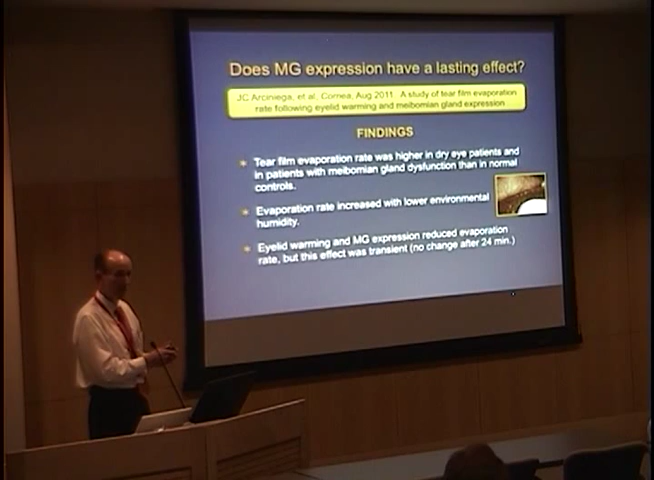 Does MG expression have a lasting effect?
JC Arciniega, et al. Cornea, Aug 2011. A study of tear film evaporation
rate following eyelid warming and meibomian gland expression
FINDINGS
Tear film evaporation rate was higher in dry eye patients and
in patients with meibomian gland dysfunction than in normal
controls.
Evaporation rate increased with lower environmental
humidity.
Eyelid warming and MG expression reduced evaporation
rate, but this effect was transient (no change after 24 min.)